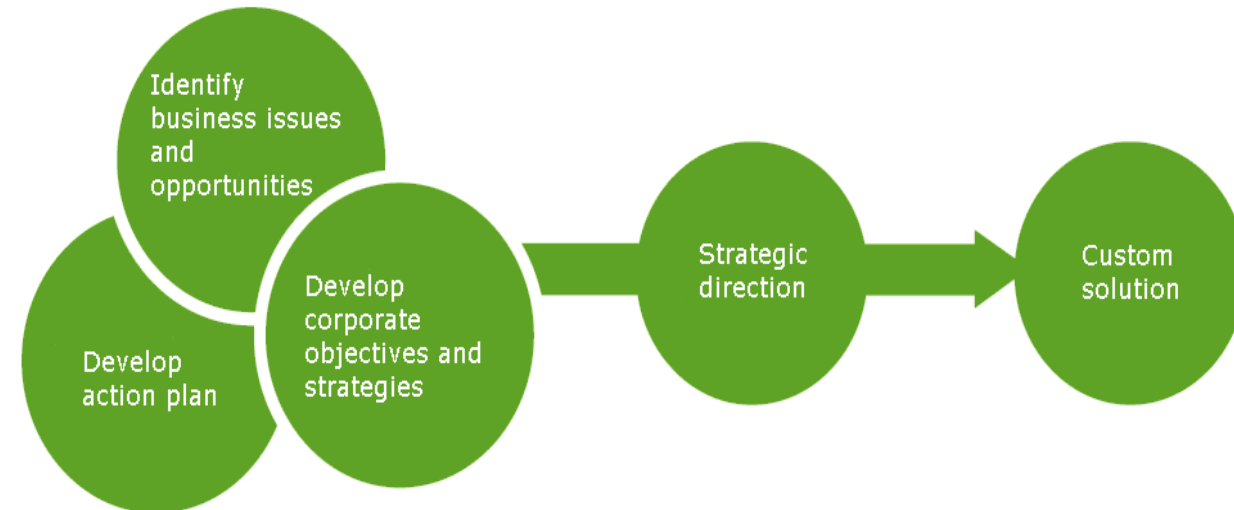 Identify
business issues
and
opportunities
Develop
corporate
objectives and
strategies
Develop
action plan
Strategic
direction
Custom
solution